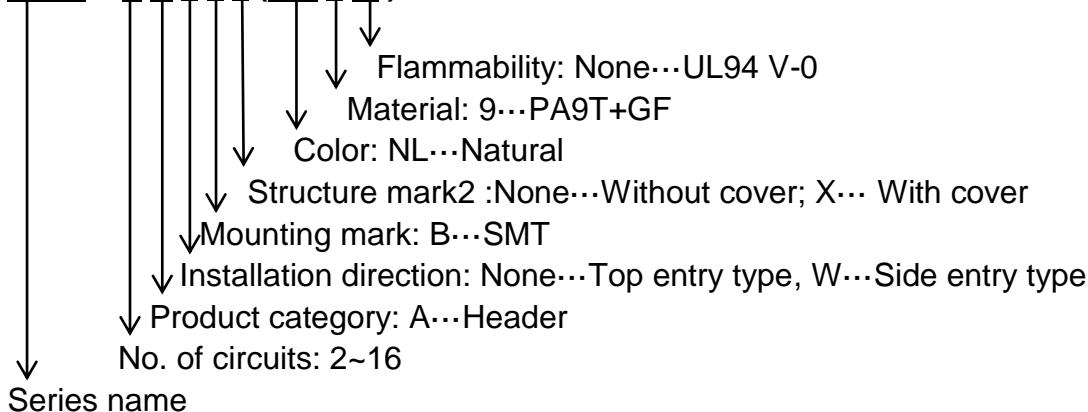 Flammability: None···UL94 V-0
Material: 9···PA9T+GF
Color: NL···Natural
Structure mark2 :None···Without cover; X··· With cover
Mounting mark: B···SMT
Installation direction: None···Top entry type, W···Side entry type
Product category: A···Header
No. of circuits: 2~16
Series name